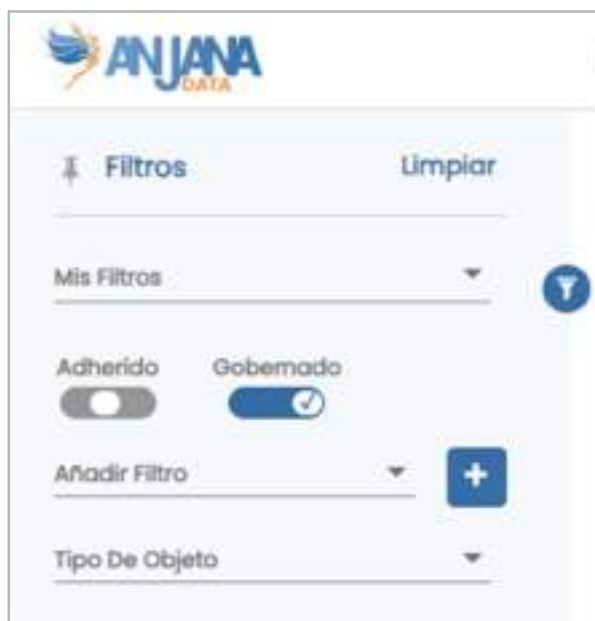 ANJANA
DATA
Filtros Limpiar
Mis Filtros
Adherido Gobernado
Añadir Filtro
Tipo De Objeto